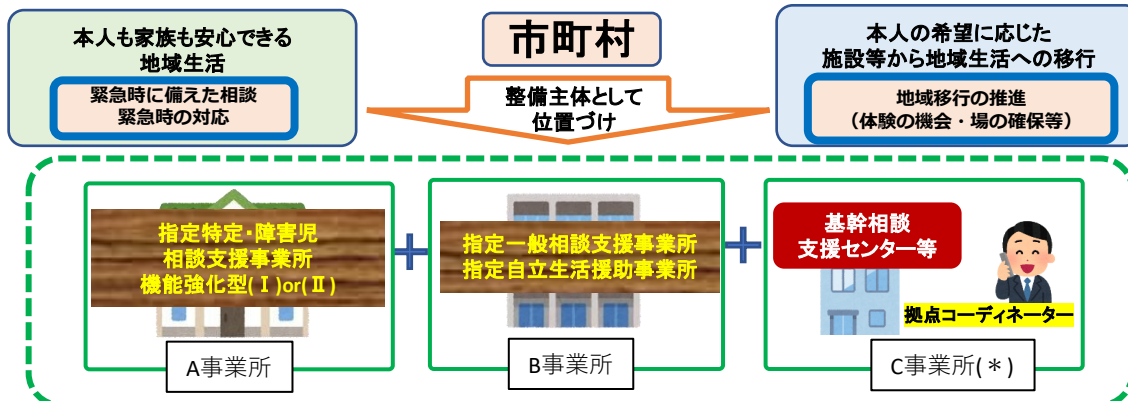 本人も家族も安心できる
地域生活
緊急時に備えた相談
緊急時の対応
市町村
整備主体として
位置づけ
本人の希望に応じた
施設等から地域生活への移行
地域移行の推進
（体験の機会・場の確保等）
指定特定・障害児
相談支援事業所
機能強化型(Ⅰ)or(Ⅱ)
A事業所
+
指定一般相談支援事業所
指定自立生活援助事業所
B事業所
+
基幹相談
支援センター等
拠点コーディネーター
C事業所(＊)